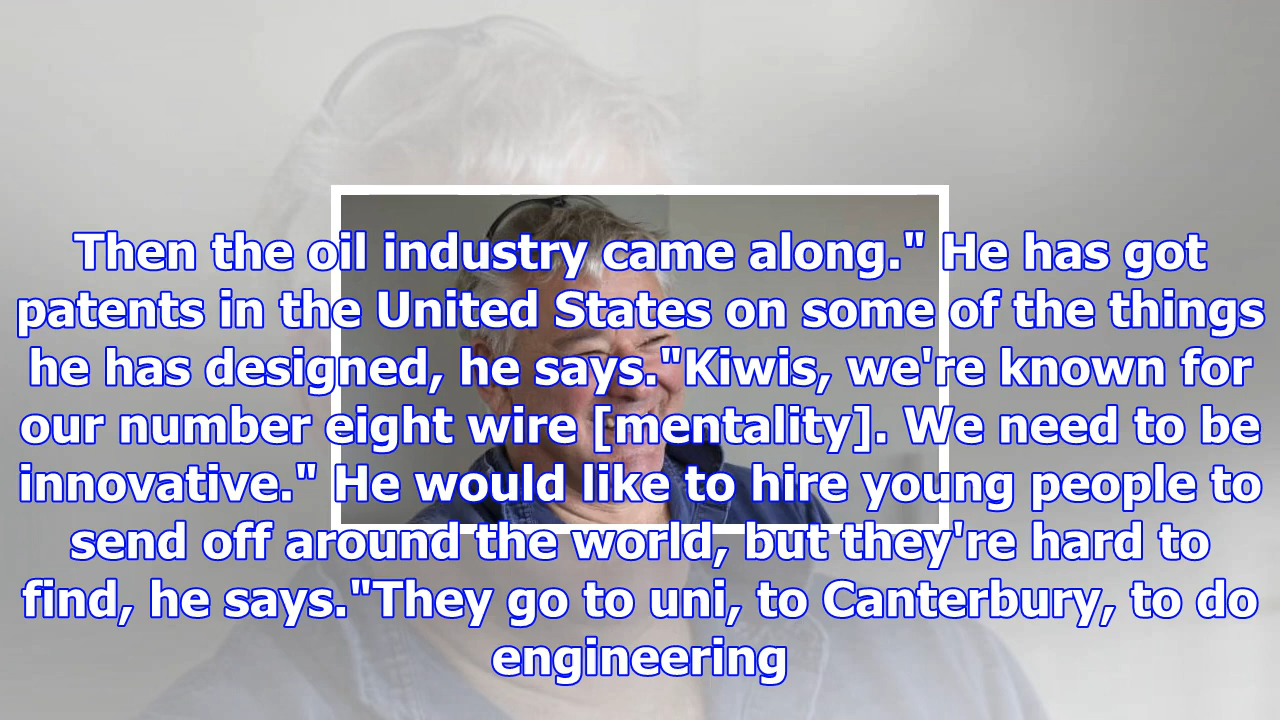 Then the oil industry came along." He has got
patents in the United States on some of the things
he has designed, he says."Kiwis, we're known for
our number eight wire [mentality]. We need to be
innovative." He would like to hire young people to
send off around the world, but they're hard to
find, he says."They go to uni, to Canterbury, to do
engineering